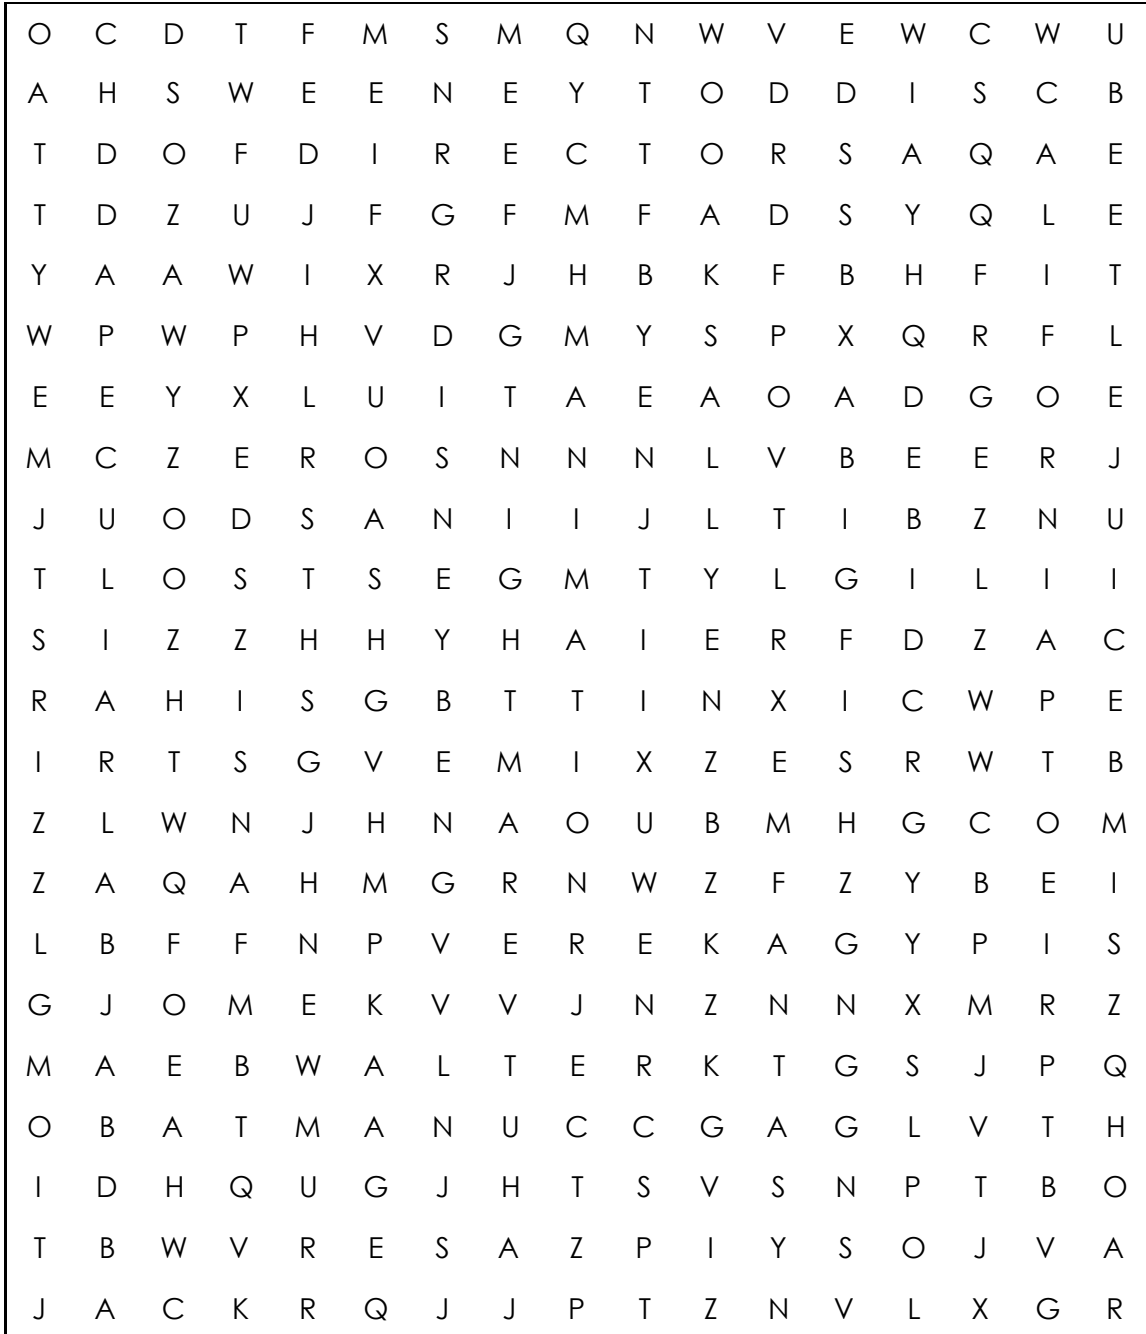 O C D T F M S M Q N W V E W C W U
A H S W E E N E Y T O D D I S C B
T D O F D I R E C T O R S A Q A E
T D Z U J F G F M F A D S Y Q L E
Y A A W I X R J H B K F B H F I T
W P W P H V D G M Y S P X Q R F L
E E Y X L U I T A E A O A D G O E
M C Z E R O S N N N L V B E E R J
J U O D S A N I I J L T I B Z N U
T L O S T S E G M T Y L G I L I I
S I Z Z H H Y H A I E R F D Z A C
R A H I S G B T T I N X I C W P E
I R T S G V E M I X Z E S R W T B
Z L W N J H N A O U B M H G C O M
Z A Q A H M G R N W Z F Z Y B E I
L B F F N P V E R E K A G Y P I S
G J O M E K V V J N Z N N X M R Z
M A E B W A L T E R K T G S J P Q
O B A T M A N U C C G A G L V T H
I D H Q U G J H T S V S N P T B O
T B W V R E S A Z P I Y S O J V A
J A C K R Q J J P T Z N V L X G R